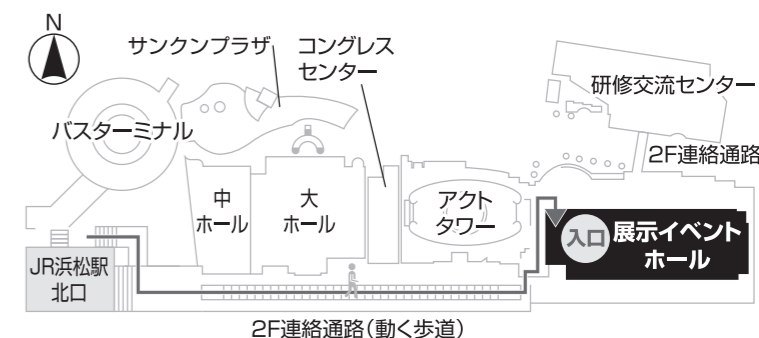 N
サンクンプラザ
コングレス
センター
研修交流センター
バスターミナル
2F連絡通路
中
ホール
大
ホール
アクト
タワー
入口
展示イベント
ホール
JR浜松駅
北口
2F連絡通路（動く歩道）